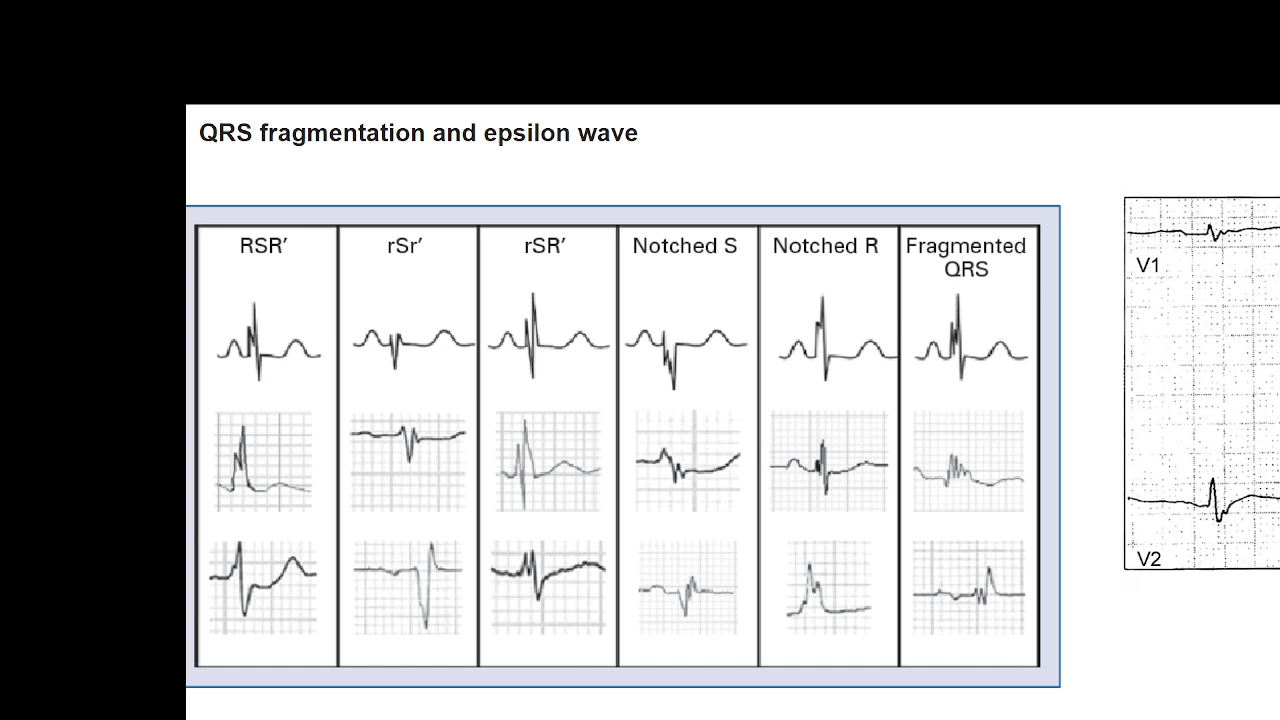 QRS fragmentation and epsilon wave
RSR’
rSr’
rSR’
Notched S
Notched R
Fragmented
QRS
V1
V2